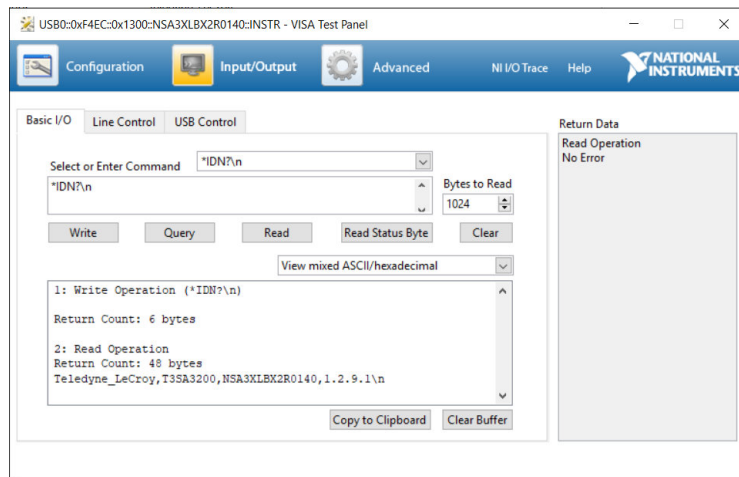 USB0::0xF4EC::0x1300::NSA3XLBX2R0140::INSTR - VISA Test Panel
Configuration
Input/Output
Advanced
NI I/O Trace
Help
NATIONAL
INSTRUMENTS
Basic I/O
Line Control
USB Control
Return Data
Read Operation
No Error
Select or Enter Command
*IDN?\n
*IDN?\n
Bytes to Read
1024
Write
Query
Read
Read Status Byte
Clear
View mixed ASCII/hexadecimal
1: Write Operation (*IDN?\n)
Return Count: 6 bytes
2: Read Operation
Return Count: 48 bytes
Teledyne_LeCroy,T3SA3200,NSA3XLBX2R0140,1.2.9.1\n
Copy to Clipboard
Clear Buffer